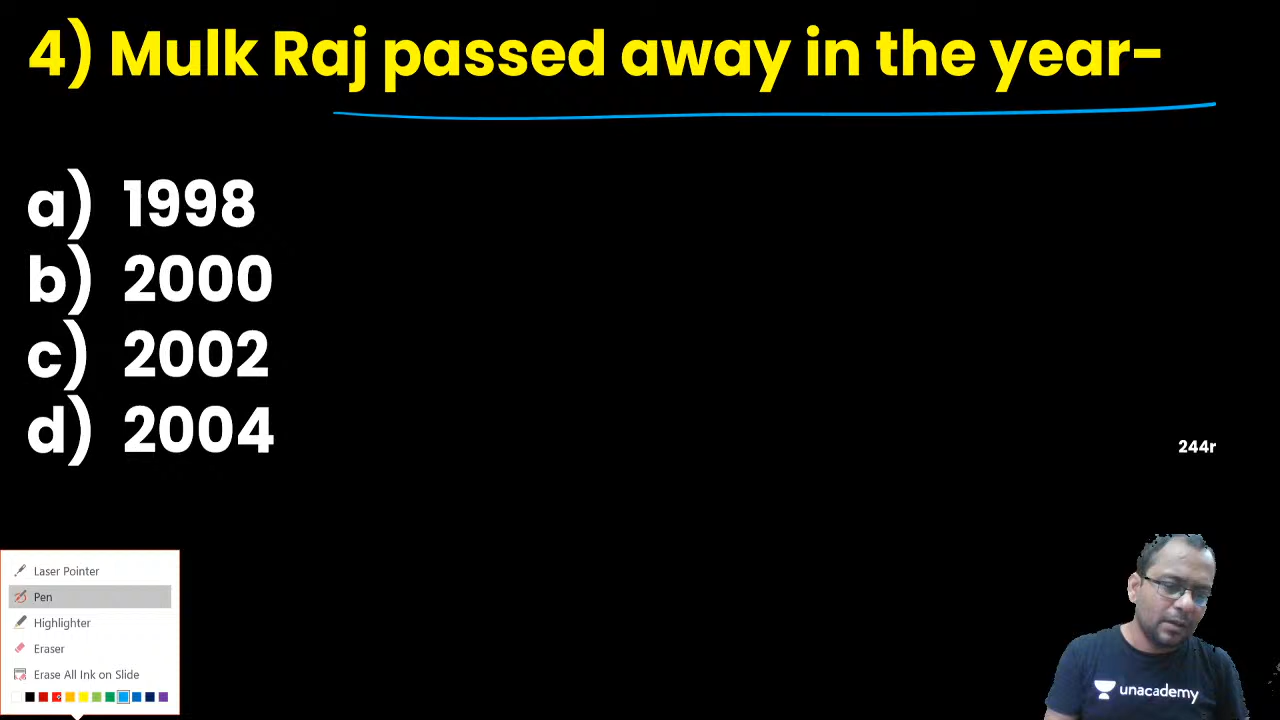 4) Mulk Raj passed away in the year-
a) 1998
b) 2000
c) 2002
d) 2004
244r
Laser Pointer
Pen
Highlighter
Eraser
Erase All Ink on Slide
unacademy